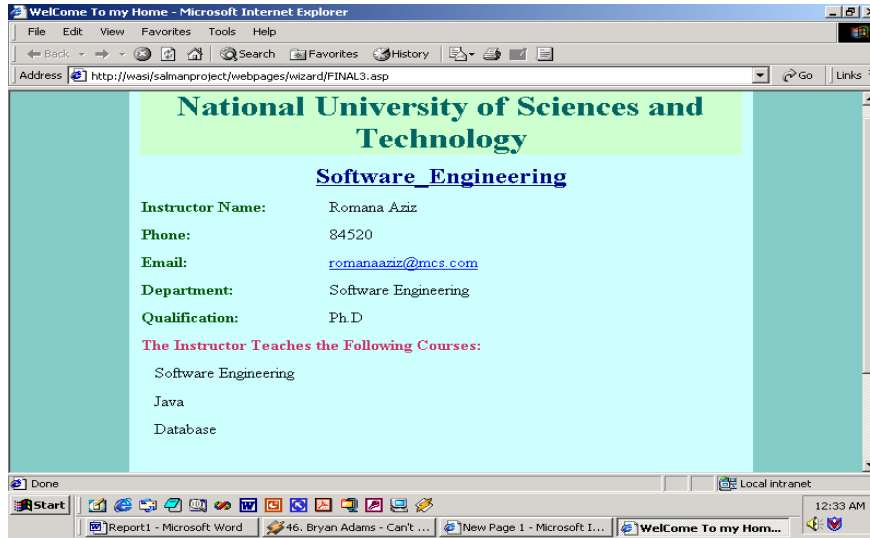 WelCome To my Home - Microsoft Internet Explorer
File Edit View Favorites Tools Help
Back Search Favorites History
Address http://wasi/salmanproject/webpages/wizard/FINAL3.asp Go Links
National University of Sciences and
Technology
Software_Engineering
Instructor Name: Romana Aziz
Phone: 84520
Email: romanaaziz@mcs.com
Department: Software Engineering
Qualification: Ph.D
The Instructor Teaches the Following Courses:
Software Engineering
Java
Database
Done Local intranet
Start 12:33 AM
Report1 - Microsoft Word 46. Bryan Adams - Can't ... New Page 1 - Microsoft I... WelCome To my Hom...